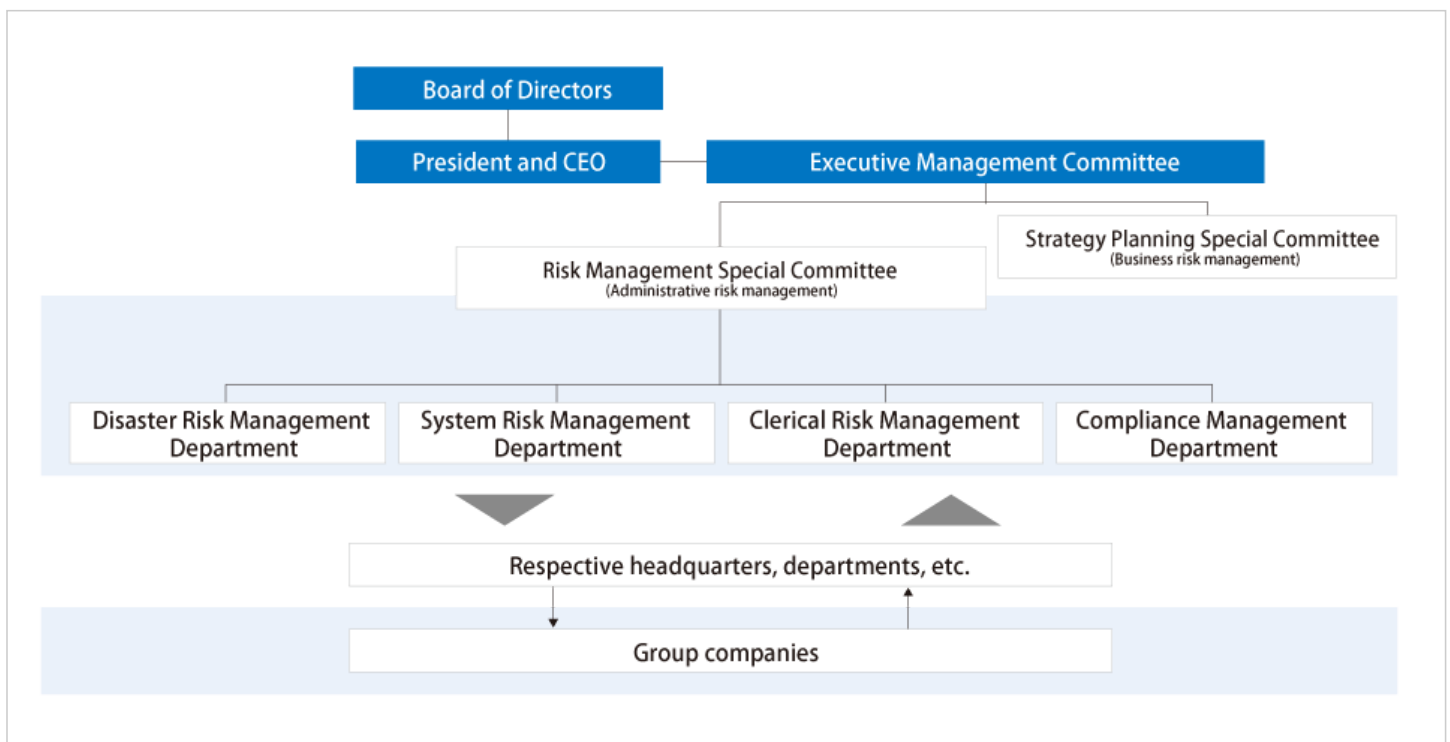 Board of Directors
President and CEO
Executive Management Committee
Strategy Planning Special Committee
(Business risk management)
Risk Management Special Committee
(Administrative risk management)
Disaster Risk Management
Department
System Risk Management
Department
Clerical Risk Management
Department
Compliance Management
Department
Respective headquarters, departments, etc.
Group companies